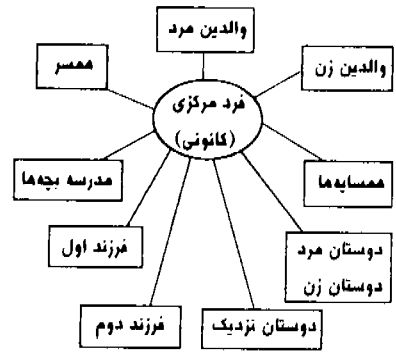 والدین مرد
والدین زن
همسر
فرد مرکزی
(کانونی)
همسایه‌ها
مدرسه بچه‌ها
فرزند اول
دوستان مرد
دوستان زن
فرزند دوم
دوستان نزدیک